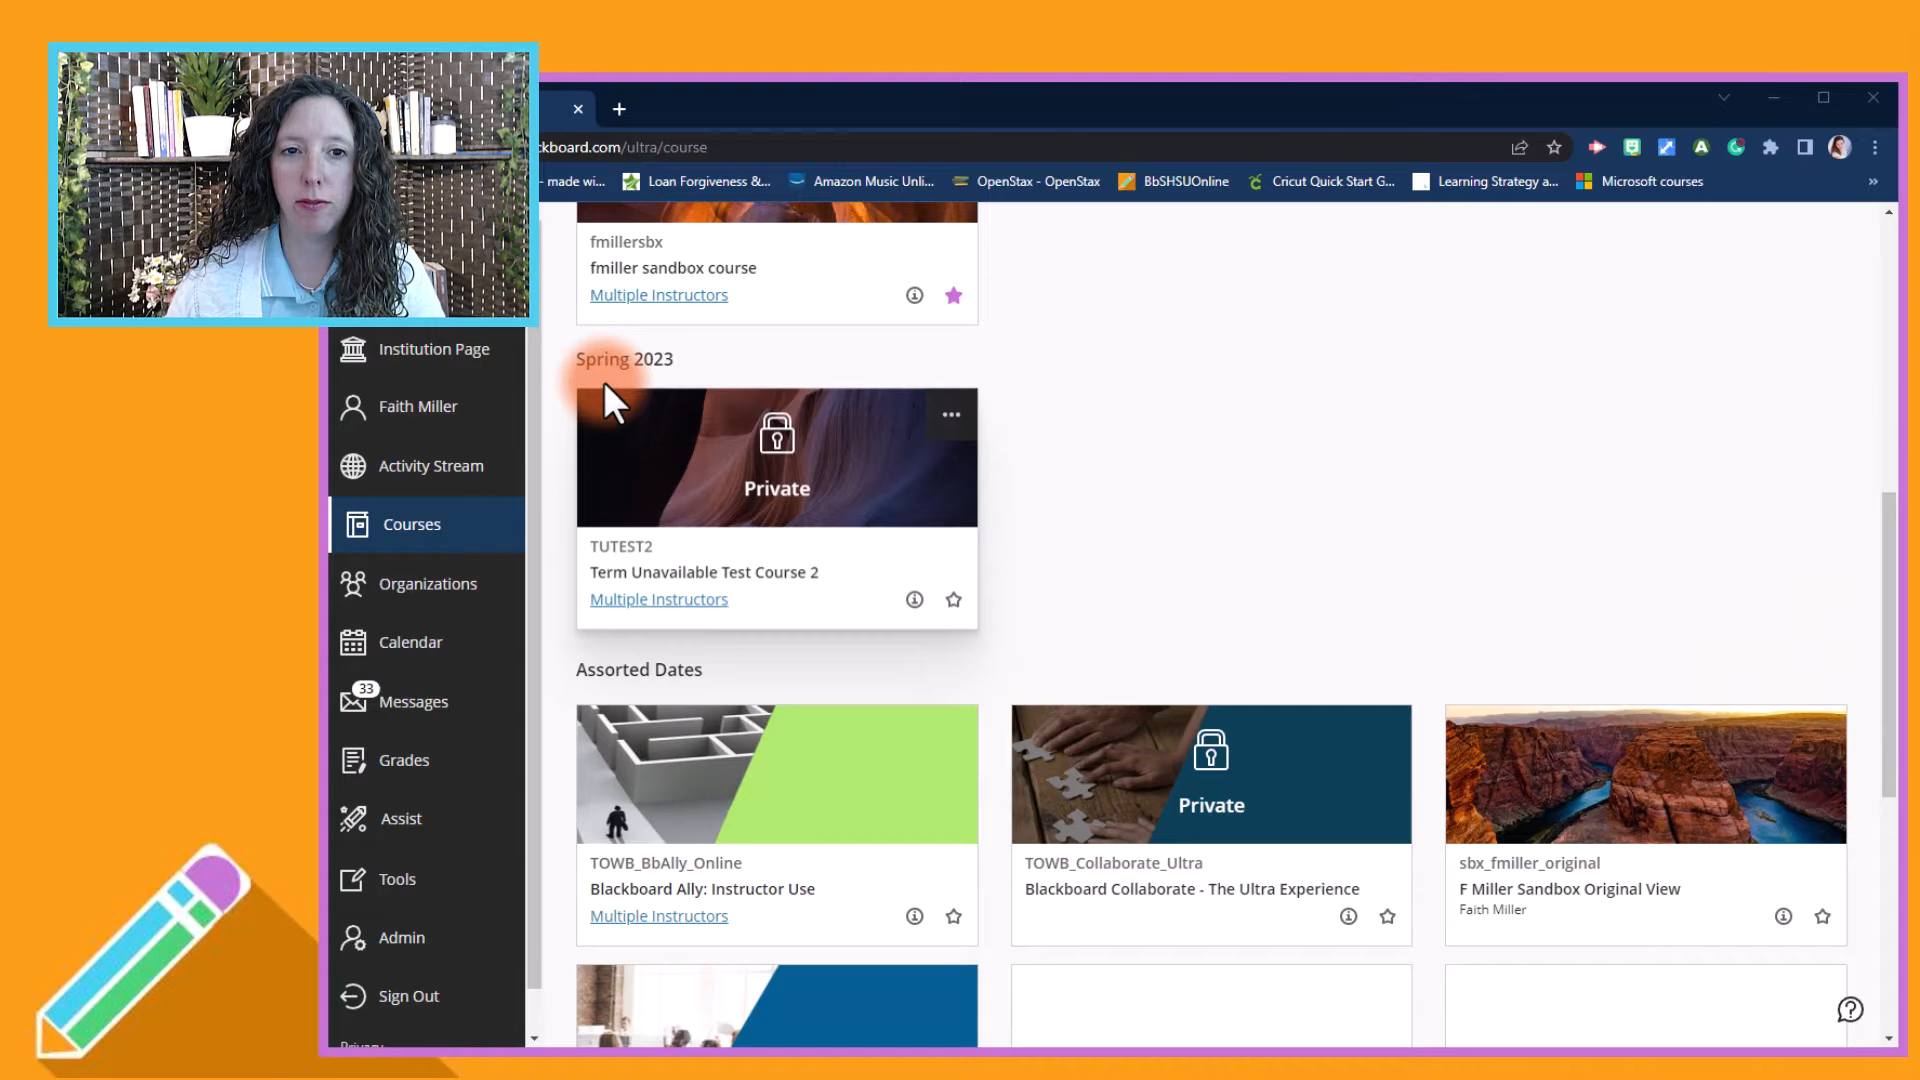 ckboard.com/ultra/course
- made wi...
Loan Forgiveness &...
Amazon Music Unli...
OpenStax - OpenStax
BbSHSUOnline
Cricut Quick Start G...
Learning Strategy a...
Microsoft courses
Institution Page
Faith Miller
Activity Stream
Courses
Organizations
Calendar
33
Messages
Grades
Assist
Tools
Admin
Sign Out
Privacy
fmillersbx
fmiller sandbox course
Multiple Instructors
Spring 2023
Private
TUTEST2
Term Unavailable Test Course 2
Multiple Instructors
Assorted Dates
TOWB_BbAlly_Online
Blackboard Ally: Instructor Use
Multiple Instructors
Private
TOWB_Collaborate_Ultra
Blackboard Collaborate - The Ultra Experience
sbx_fmiller_original
F Miller Sandbox Original View
Faith Miller